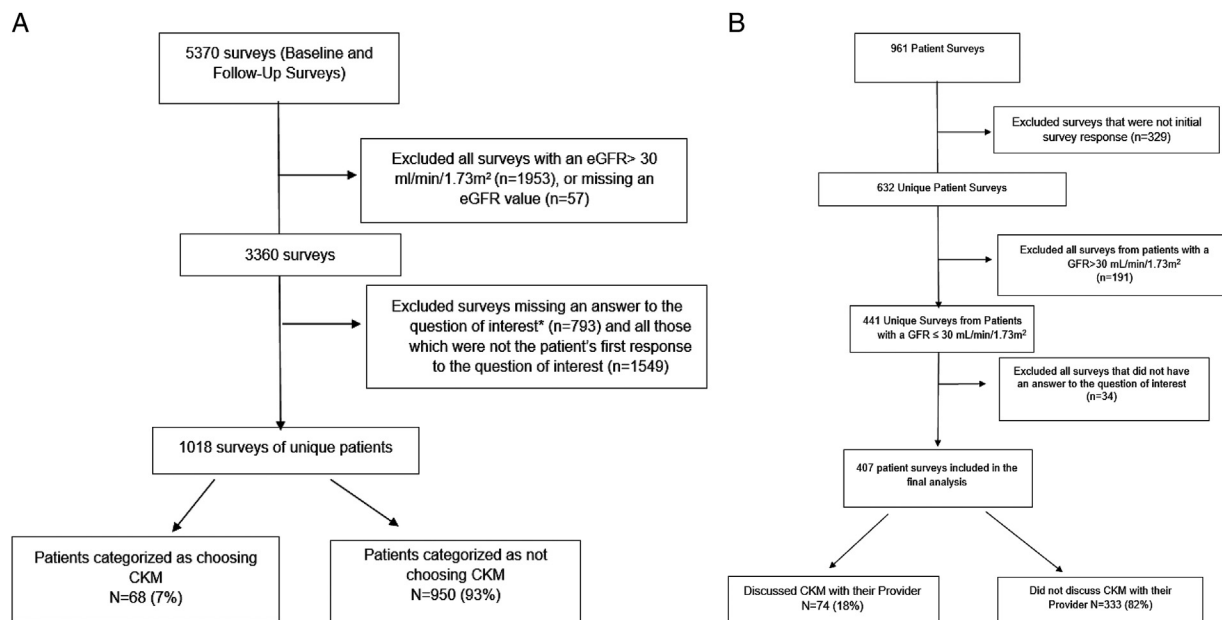 A
5370 surveys (Baseline and
Follow-Up Surveys)
Excluded all surveys with an eGFR> 30
ml/min/1.73m² (n=1953), or missing an
eGFR value (n=57)
3360 surveys
Excluded surveys missing an answer to the
question of interest* (n=793) and all those
which were not the patient's first response
to the question of interest (n=1549)
1018 surveys of unique patients
Patients categorized as choosing
CKM
N=68 (7%)
Patients categorized as not
choosing CKM
N=950 (93%)
B
961 Patient Surveys
Excluded surveys that were not initial
survey response (n=329)
632 Unique Patient Surveys
Excluded all surveys from patients with a
GFR>30 mL/min/1.73m²
(n=191)
441 Unique Surveys from Patients
with a GFR ≤ 30 mL/min/1.73m²
Excluded all surveys that did not have
an answer to the question of interest
(n=34)
407 patient surveys included in the
final analysis
Discussed CKM with their Provider
N=74 (18%)
Did not discuss CKM with their
Provider N=333 (82%)